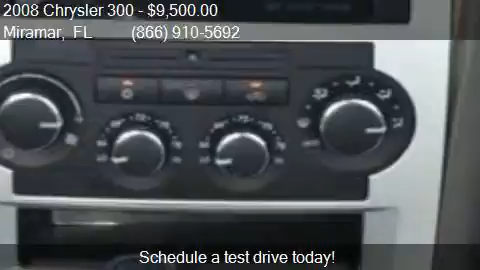 2008 Chrysler 300 - $9,500.00
Miramar, FL (866) 910-5692
Schedule a test drive today!